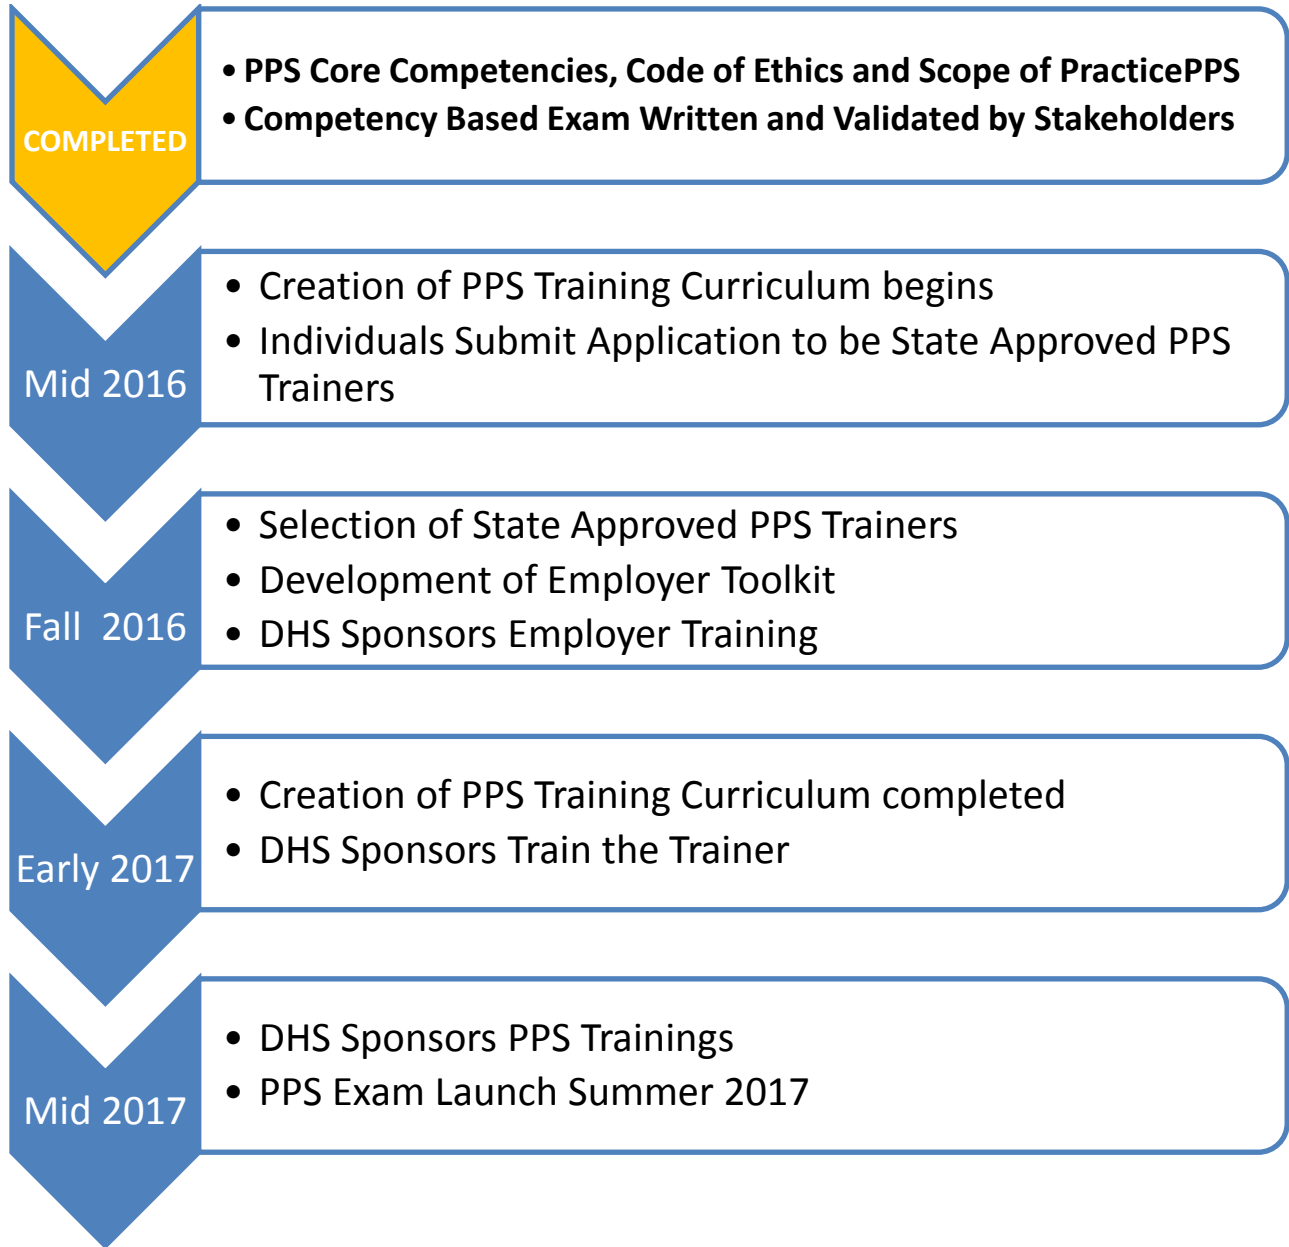 COMPLETED
• PPS Core Competencies, Code of Ethics and Scope of PracticePPS
• Competency Based Exam Written and Validated by Stakeholders
Mid 2016
• Creation of PPS Training Curriculum begins
• Individuals Submit Application to be State Approved PPS
Trainers
Fall  2016
• Selection of State Approved PPS Trainers
• Development of Employer Toolkit
• DHS Sponsors Employer Training
Early 2017
• Creation of PPS Training Curriculum completed
• DHS Sponsors Train the Trainer
Mid 2017
• DHS Sponsors PPS Trainings
• PPS Exam Launch Summer 2017